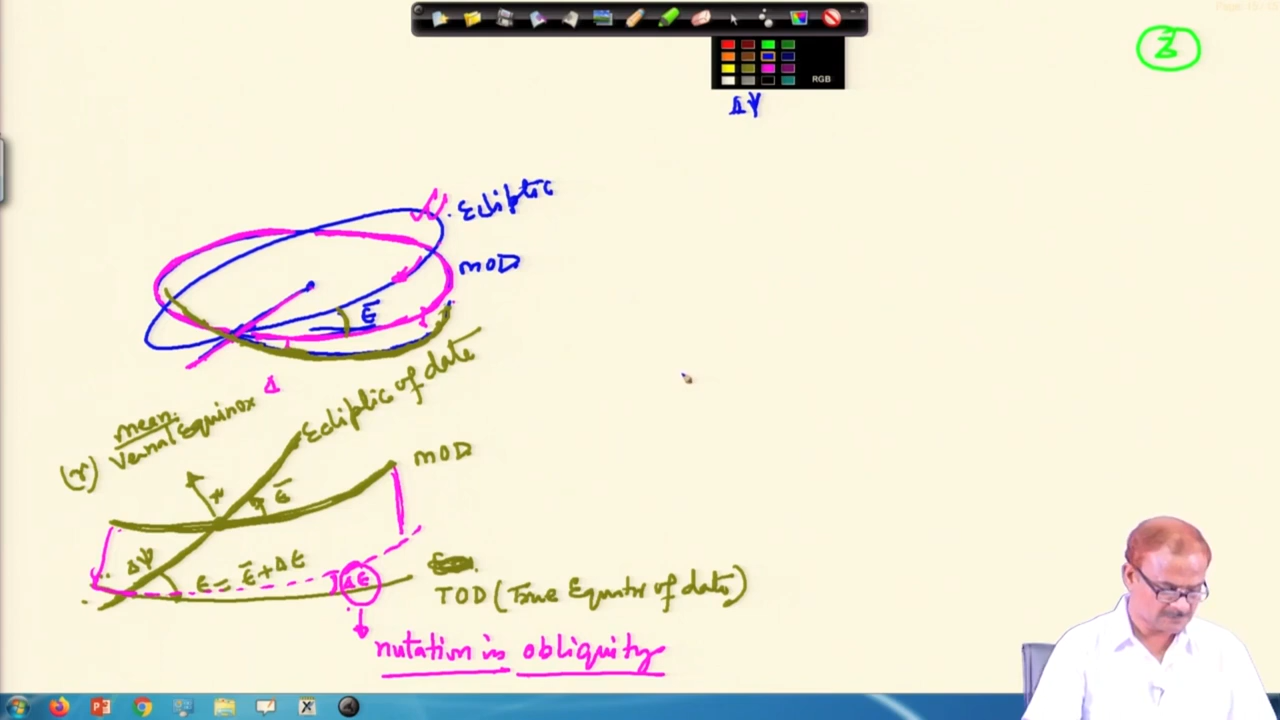 RGB
3
Δψ
Ecliptic
MOD
ε̄
Δ
Ecliptic of date
mean
Vernal Equinox
(r)
MOD
r
ε̄
Δψ
ε = ε̄ + Δε
Δε
TOD (True Equator of date)
nutation in obliquity